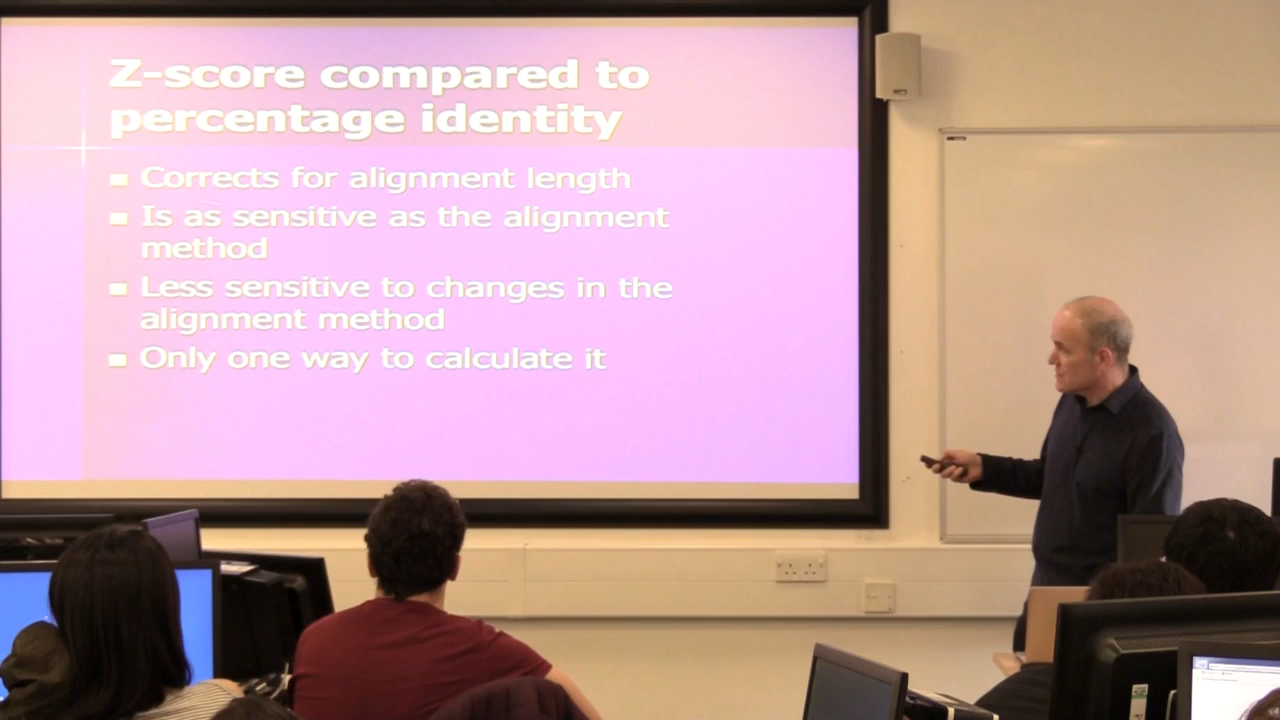 Z-score compared to
percentage identity
Corrects for alignment length
Is as sensitive as the alignment
method
Less sensitive to changes in the
alignment method
Only one way to calculate it